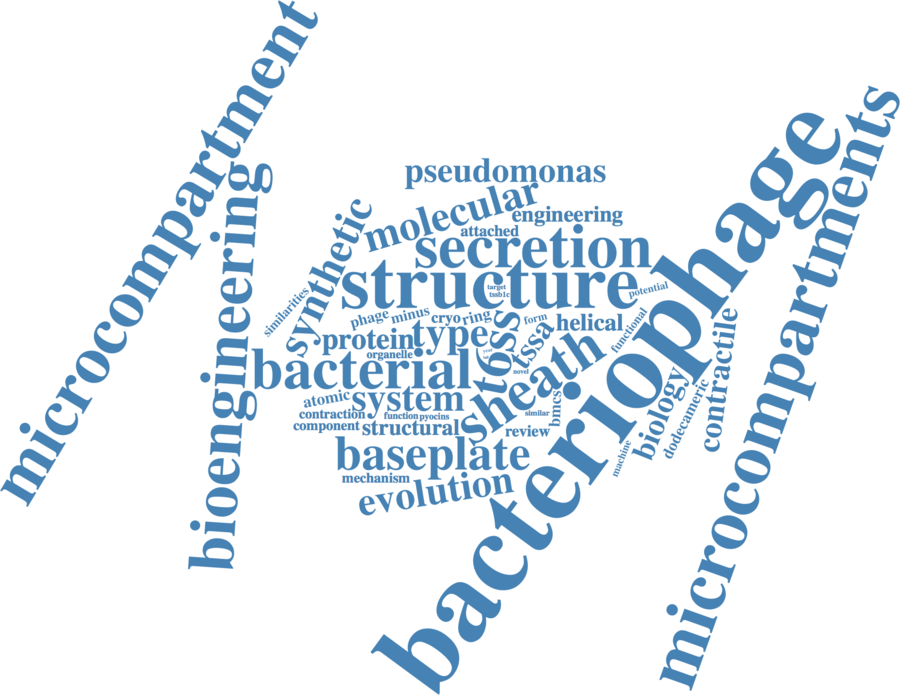 microcompartment
bioengineering
pseudomonas
molecular
engineering
attached
synthetic
secretion
structure
target
tssb1c
potential
similarities
phage
minus
cryo
ring
form
helical
functional
protein
type
t6ss
tssa
organelle
novel
bacterial
sheath
bacteriophage
microcompartments
atomic
system
contraction
function
pyocins
similar
bmcs
component
structural
review
biology
dodecameric
contractile
machine
baseplate
mechanism
evolution